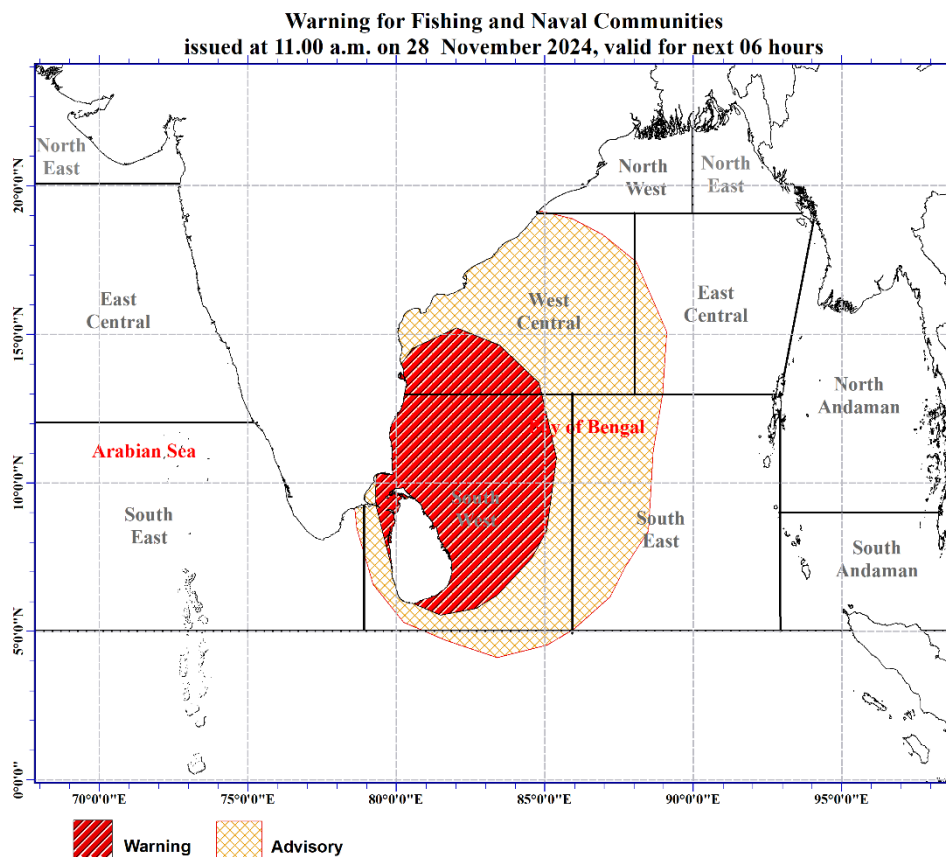 Warning for Fishing and Naval Communities
issued at 11.00 a.m. on 28 November 2024, valid for next 06 hours
North
East
North
West
North
East
20°0'0"N
East
Central
West
Central
East
Central
15°0'0"N
North
Andaman
Arabian Sea
Bay of Bengal
10°0'0"N
South
East
South
West
South
East
South
Andaman
5°0'0"N
0°0'0"
70°0'0"E
75°0'0"E
80°0'0"E
85°0'0"E
90°0'0"E
95°0'0"E
Warning
Advisory